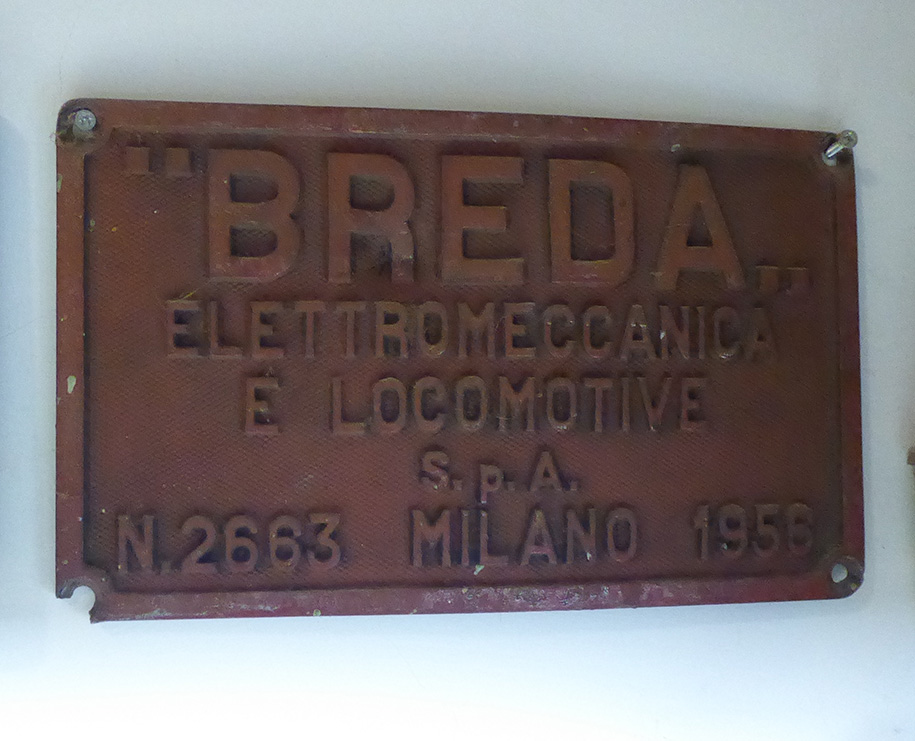 "BREDA„
ELETTROMECCANICA
E LOCOMOTIVE
S.p.A.
N.2663 MILANO 1956